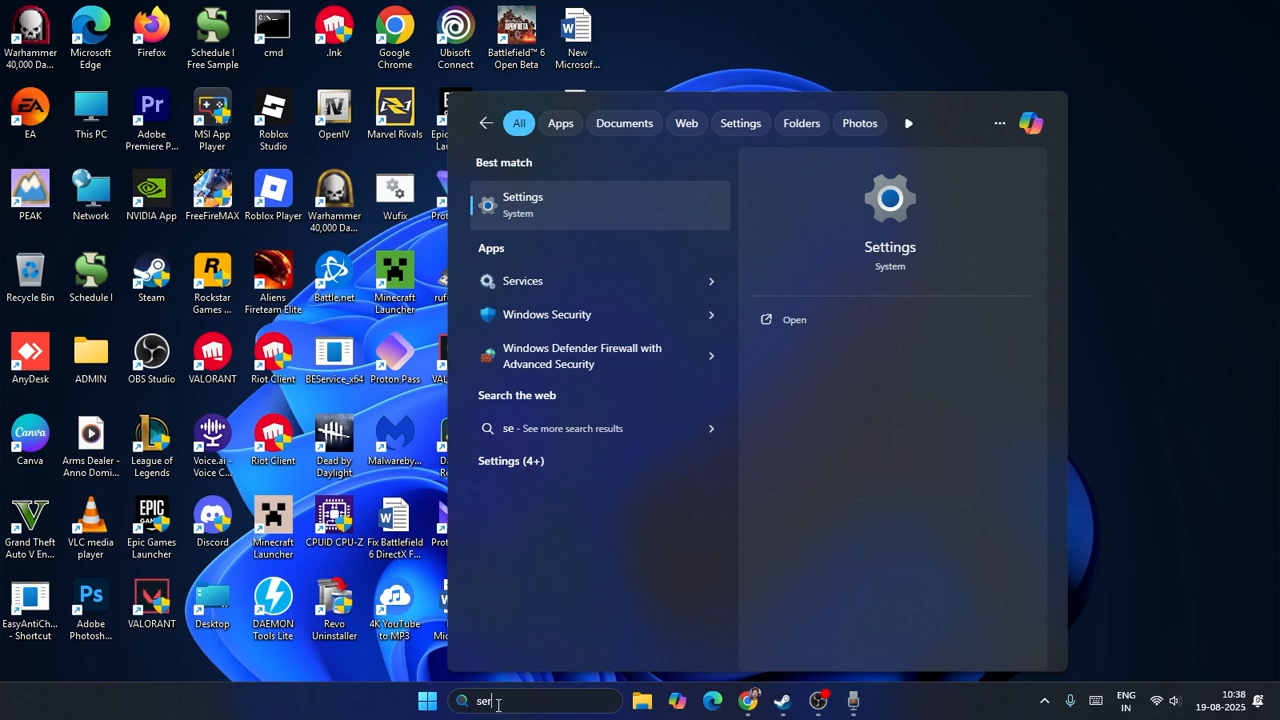 Warhammer
40,000 Da...
Microsoft
Edge
Firefox
Schedule I
Free Sample
cmd
.lnk
Google
Chrome
Ubisoft
Connect
Battlefield™ 6
Open Beta
New
Microsof...
EA
This PC
Adobe
Premiere P...
MSI App
Player
Roblox
Studio
OpenIV
Marvel Rivals
Epic
PEAK
Network
NVIDIA App
FreeFireMAX
Roblox Player
Warhammer
40,000 Da...
Wufix
Recycle Bin
Schedule I
Steam
Rockstar
Games ...
Aliens
Fireteam Elite
Battle.net
Minecraft
Launcher
AnyDesk
ADMIN
OBS Studio
VALORANT
Riot Client
BEService_x64
Proton Pass
Canva
Arms Dealer -
Anno Domi...
League of
Legends
Voice.ai -
Voice C...
Riot Client
Dead by
Daylight
Malwareby...
Grand Theft
Auto V En...
VLC media
player
Epic Games
Launcher
Discord
Minecraft
Launcher
CPUID CPU-Z
Fix Battlefield
6 DirectX F...
EasyAntiCh...
- Shortcut
Adobe
Photosh...
VALORANT
Desktop
DAEMON
Tools Lite
Revo
Uninstaller
4K YouTube
to MP3
All
Apps
Documents
Web
Settings
Folders
Photos
Best match
Settings
System
Apps
Services
Windows Security
Windows Defender Firewall with
Advanced Security
Search the web
se - See more search results
Settings (4+)
Settings
System
Open
ser
ENG
IN
10:38
19-08-2025